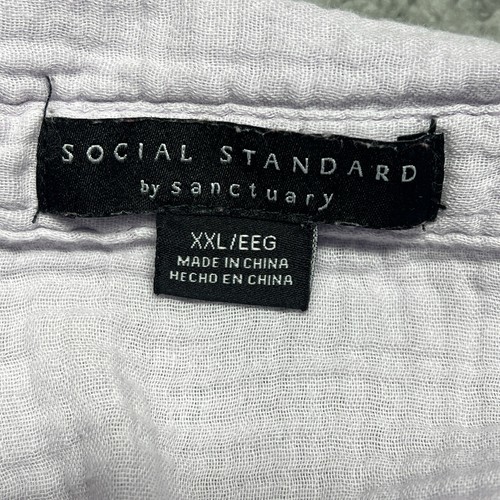 SOCIAL STANDARD
by sanctuary
XXL/EEG
MADE IN CHINA
HECHO EN CHINA